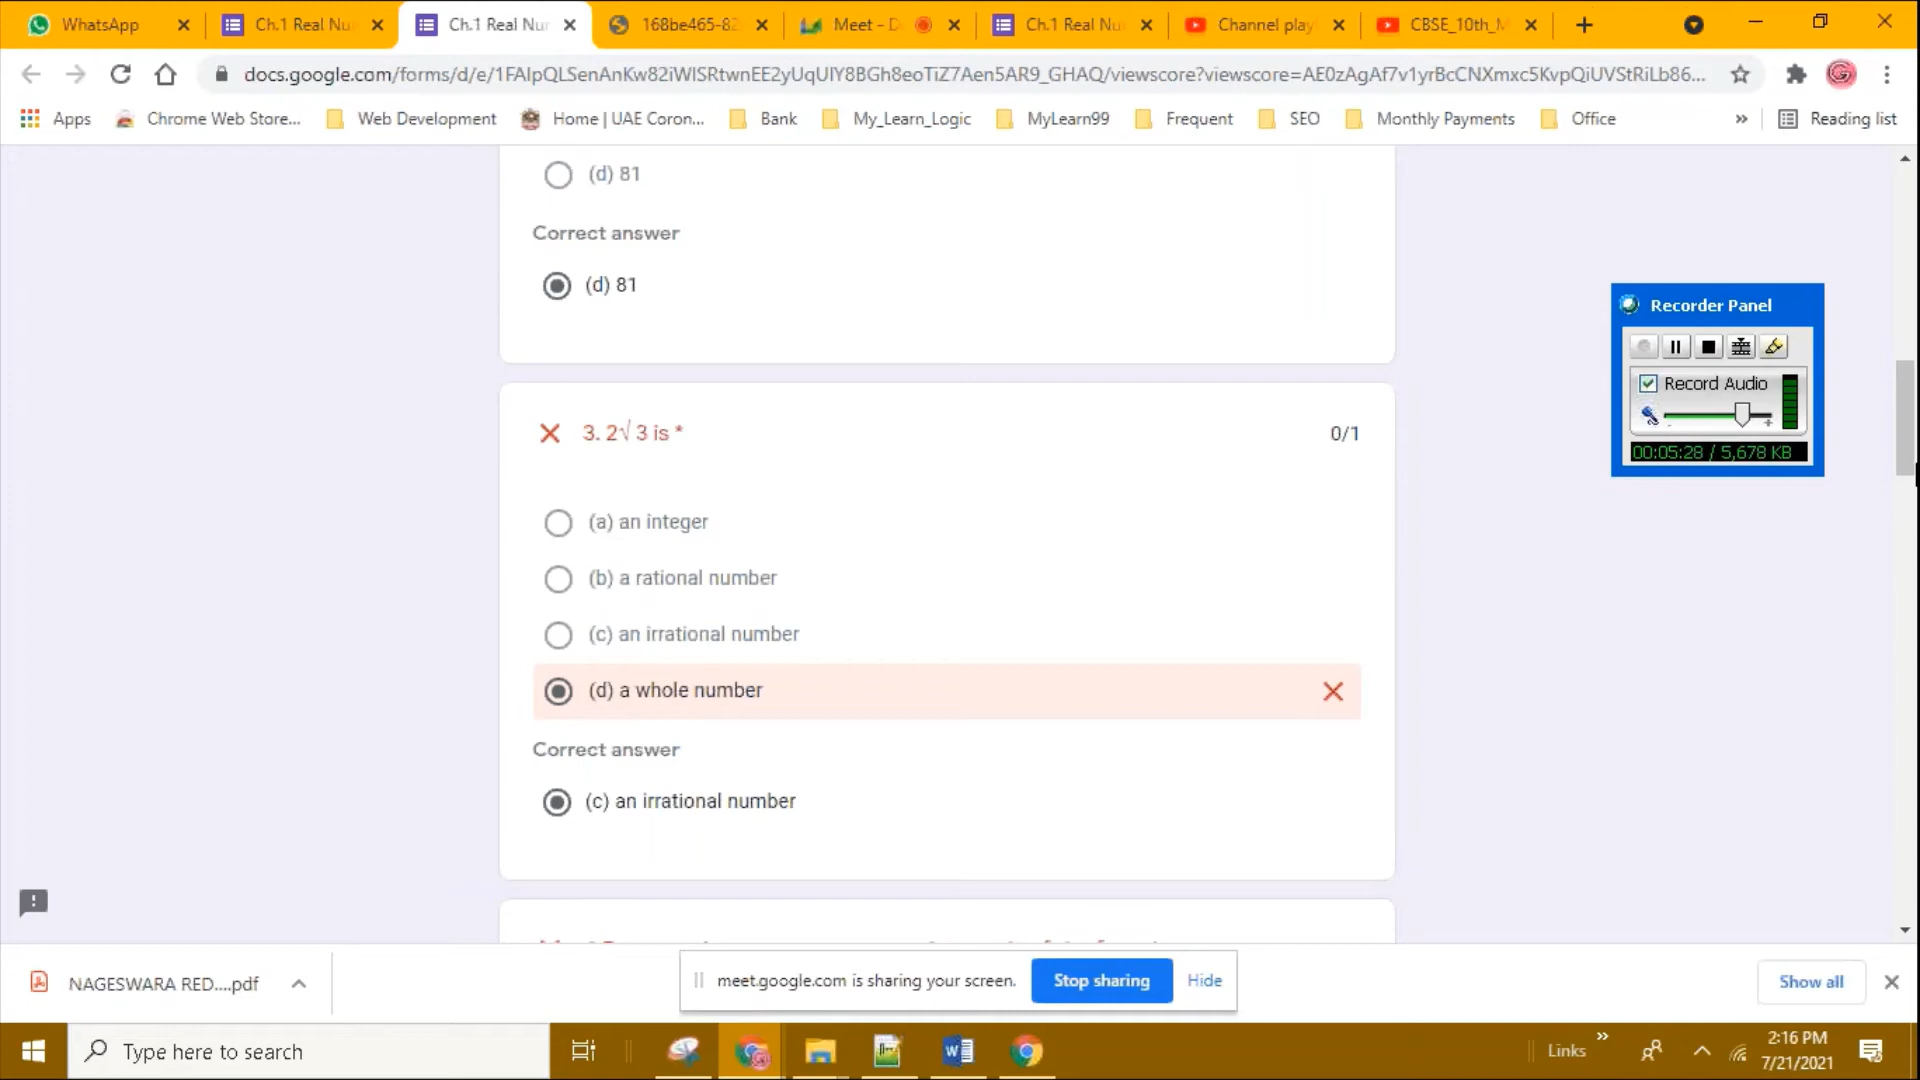 WhatsApp
Ch.1 Real Nu
Ch.1 Real Nur
168be465-82
Meet - D
Ch.1 Real Nu
Channel play
CBSE_10th_M
docs.google.com/forms/d/e/1FAIpQLSenAnKw82iWlSRtwnEE2yUqUlY8BGh8eoTiZ7Aen5AR9_GHAQ/viewscore?viewscore=AE0zAgAf7v1yrBcCNXmxc5KvpQiUVStRiLb86...
Apps
Chrome Web Store...
Web Development
Home | UAE Coron...
Bank
My_Learn_Logic
MyLearn99
Frequent
SEO
Monthly Payments
Office
»
Reading list
(d) 81
Correct answer
(d) 81
3. 2√ 3 is *
0/1
(a) an integer
(b) a rational number
(c) an irrational number
(d) a whole number
Correct answer
(c) an irrational number
Recorder Panel
Record Audio
00:05:28 / 5,678 KB
NAGESWARA RED....pdf
meet.google.com is sharing your screen.
Stop sharing
Hide
Show all
Type here to search
Links
2:16 PM
7/21/2021